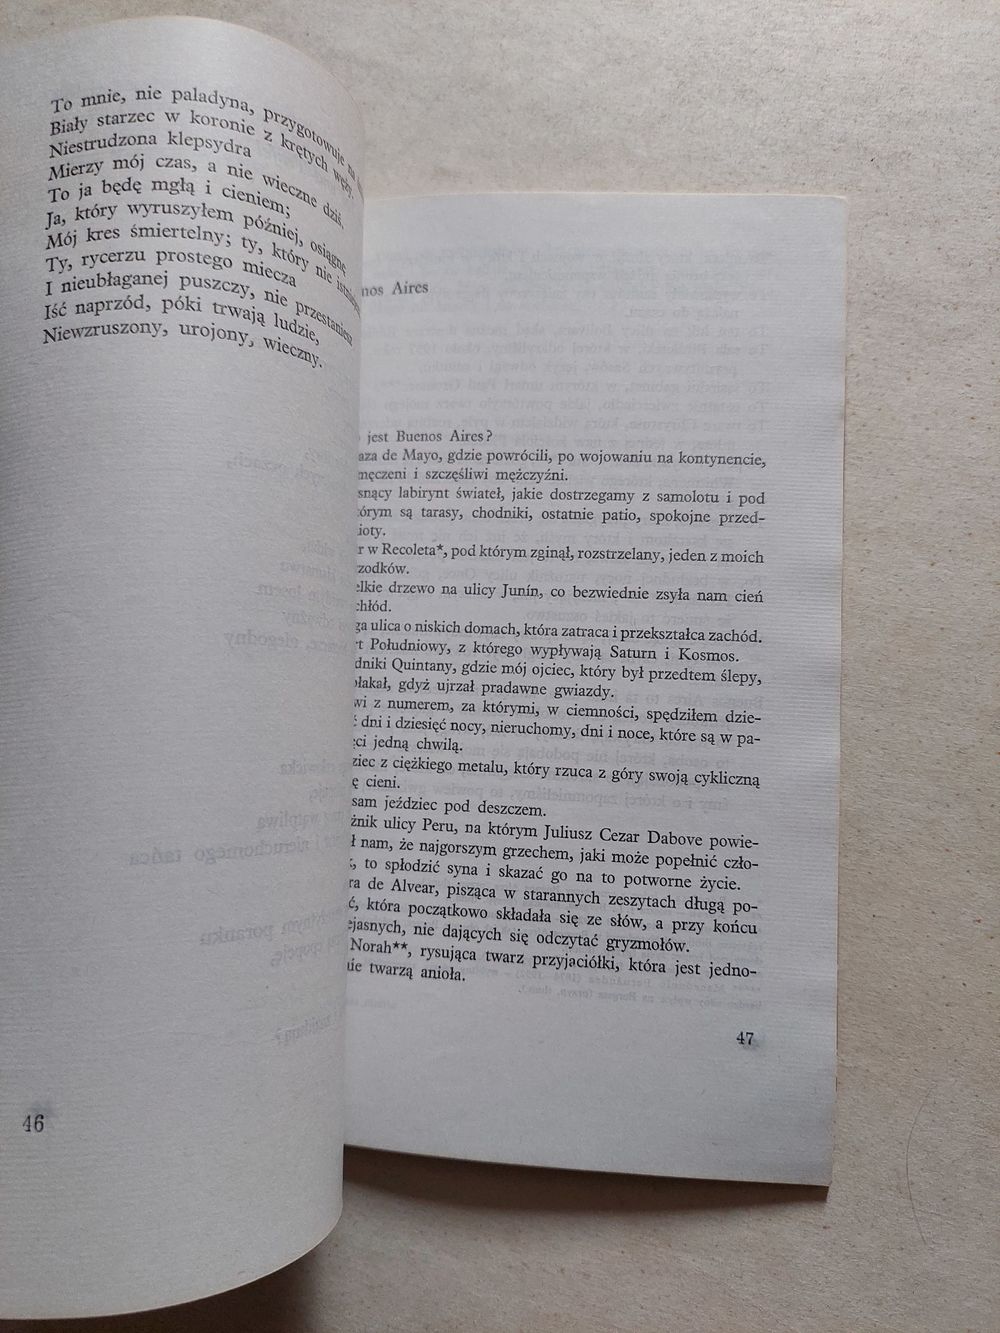 To mnie, nie paladyna, przygotowuje na
Biały starzec w koronie z krętych węży.
Niestrudzona klepsydra
Mierzy mój czas, a nie wieczne dziś.
To ja będę mgłą i cieniem;
Ja, który wyruszyłem później, osiągnę
Mój kres śmiertelny; ty, który nie
Ty, rycerzu prostego miecza
I nieubłaganej puszczy, nie przestaniesz
Iść naprzód, póki trwają ludzie,
Niewzruszony, urojony, wieczny.
46
nos Aires
jest Buenos Aires?
aza de Mayo, gdzie powrócili, po wojowaniu na kontynencie,
męczeni i szczęśliwi mężczyźni.
snący labirynt świateł, jakie dostrzegamy z samolotu i pod
órym są tarasy, chodniki, ostatnie patio, spokojne przed-
ioty.
r w Recoleta*, pod którym zginął, rozstrzelany, jeden z moich
zodków.
elkie drzewo na ulicy Junín, co bezwiednie zsyła nam cień
chłód.
ga ulica o niskich domach, która zatraca i przekształca zachód.
rt Południowy, z którego wypływają Saturn i Kosmos.
dniki Quintany, gdzie mój ojciec, który był przedtem ślepy,
płakał, gdyż ujrzał pradawne gwiazdy.
wi z numerem, za którymi, w ciemności, spędziłem dzie-
ć dni i dziesięć nocy, nieruchomy, dni i noce, które są w pa-
ęci jedną chwilą.
dziec z ciężkiego metalu, który rzuca z góry swoją cykliczną
ę cieni.
sam jeździec pod deszczem.
żnik ulicy Peru, na którym Juliusz Cezar Dabove powie-
ł nam, że najgorszym grzechem, jaki może popełnić czło-
k, to spłodzić syna i skazać go na to potworne życie.
ra de Alvear, pisząca w starannych zeszytach długą po-
ć, która początkowo składała się ze słów, a przy końcu
ejasnych, nie dających się odczytać gryzmołów.
Norah**, rysująca twarz przyjaciółki, która jest jedno-
nie twarzą anioła.
47